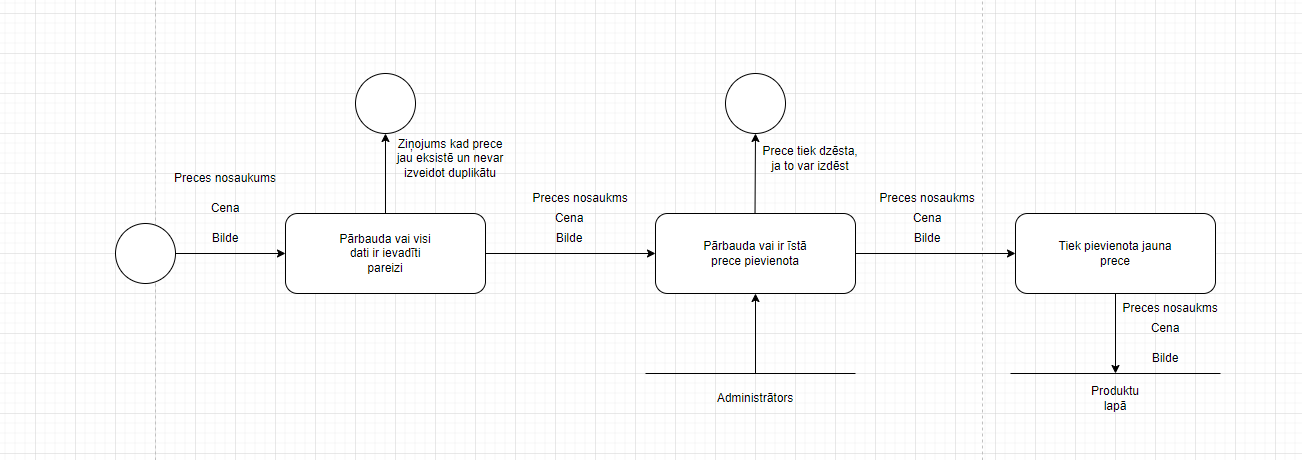 Ziņojums kad prece
jau eksistē un nevar
izveidot duplikātu
Prece tiek dzēsta,
ja to var izdēst
Preces nosaukums
Cena
Bilde
Pārbauda vai visi
dati ir ievadīti
pareizi
Preces nosaukms
Cena
Bilde
Pārbauda vai ir īstā
prece pievienota
Preces nosaukms
Cena
Bilde
Tiek pievienota jauna
prece
Preces nosaukms
Cena
Bilde
Administrātors
Produktu
lapā